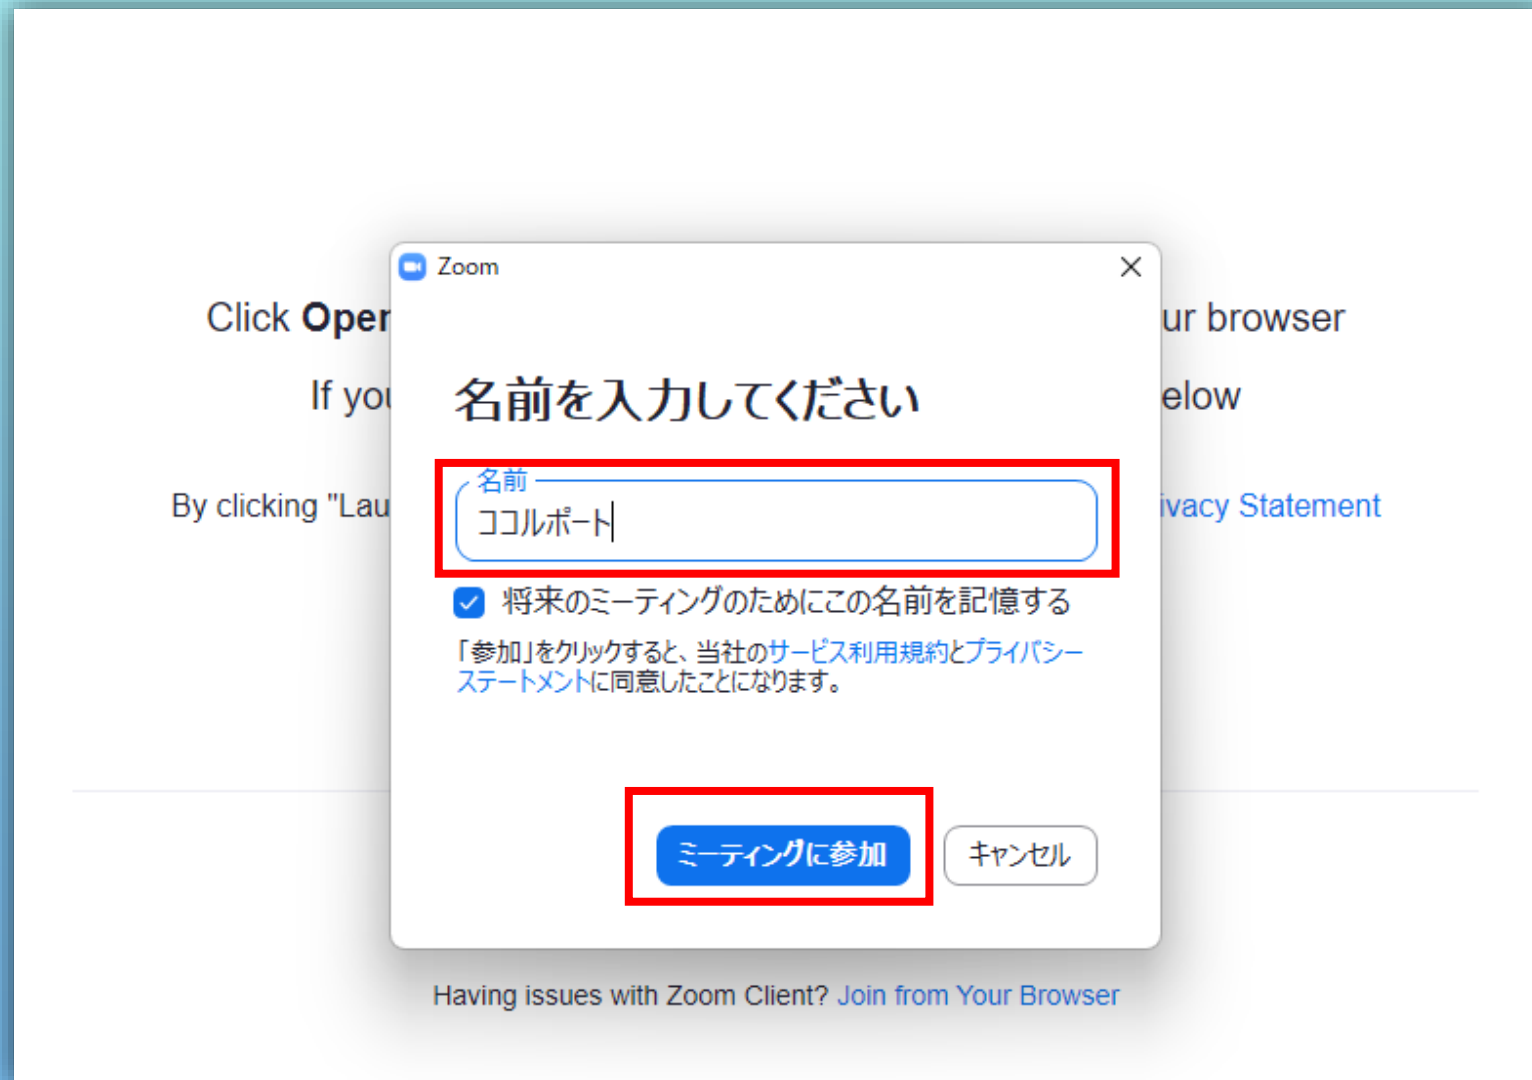 Zoom
Click Open
ur browser
名前を入力してください
If you
elow
名前
ココルポート
By clicking "Lau
ivacy Statement
将来のミーティングのためにこの名前を記憶する
「参加」をクリックすると、当社のサービス利用規約とプライバシー
ステートメントに同意したことになります。
ミーティングに参加
キャンセル
Having issues with Zoom Client? Join from Your Browser